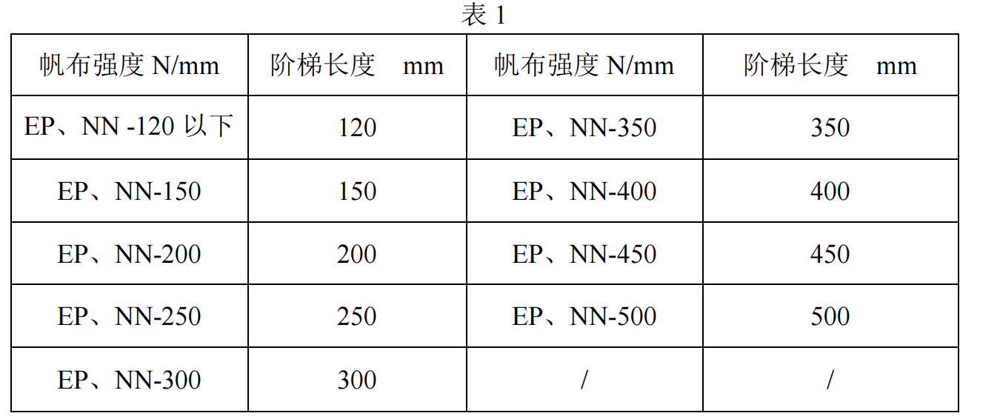 表 1
帆布强度 N/mm 阶梯长度 mm 帆布强度 N/mm 阶梯长度 mm
EP、NN -120 以下 120 EP、NN-350 350
EP、NN-150 150 EP、NN-400 400
EP、NN-200 200 EP、NN-450 450
EP、NN-250 250 EP、NN-500 500
EP、NN-300 300 / /